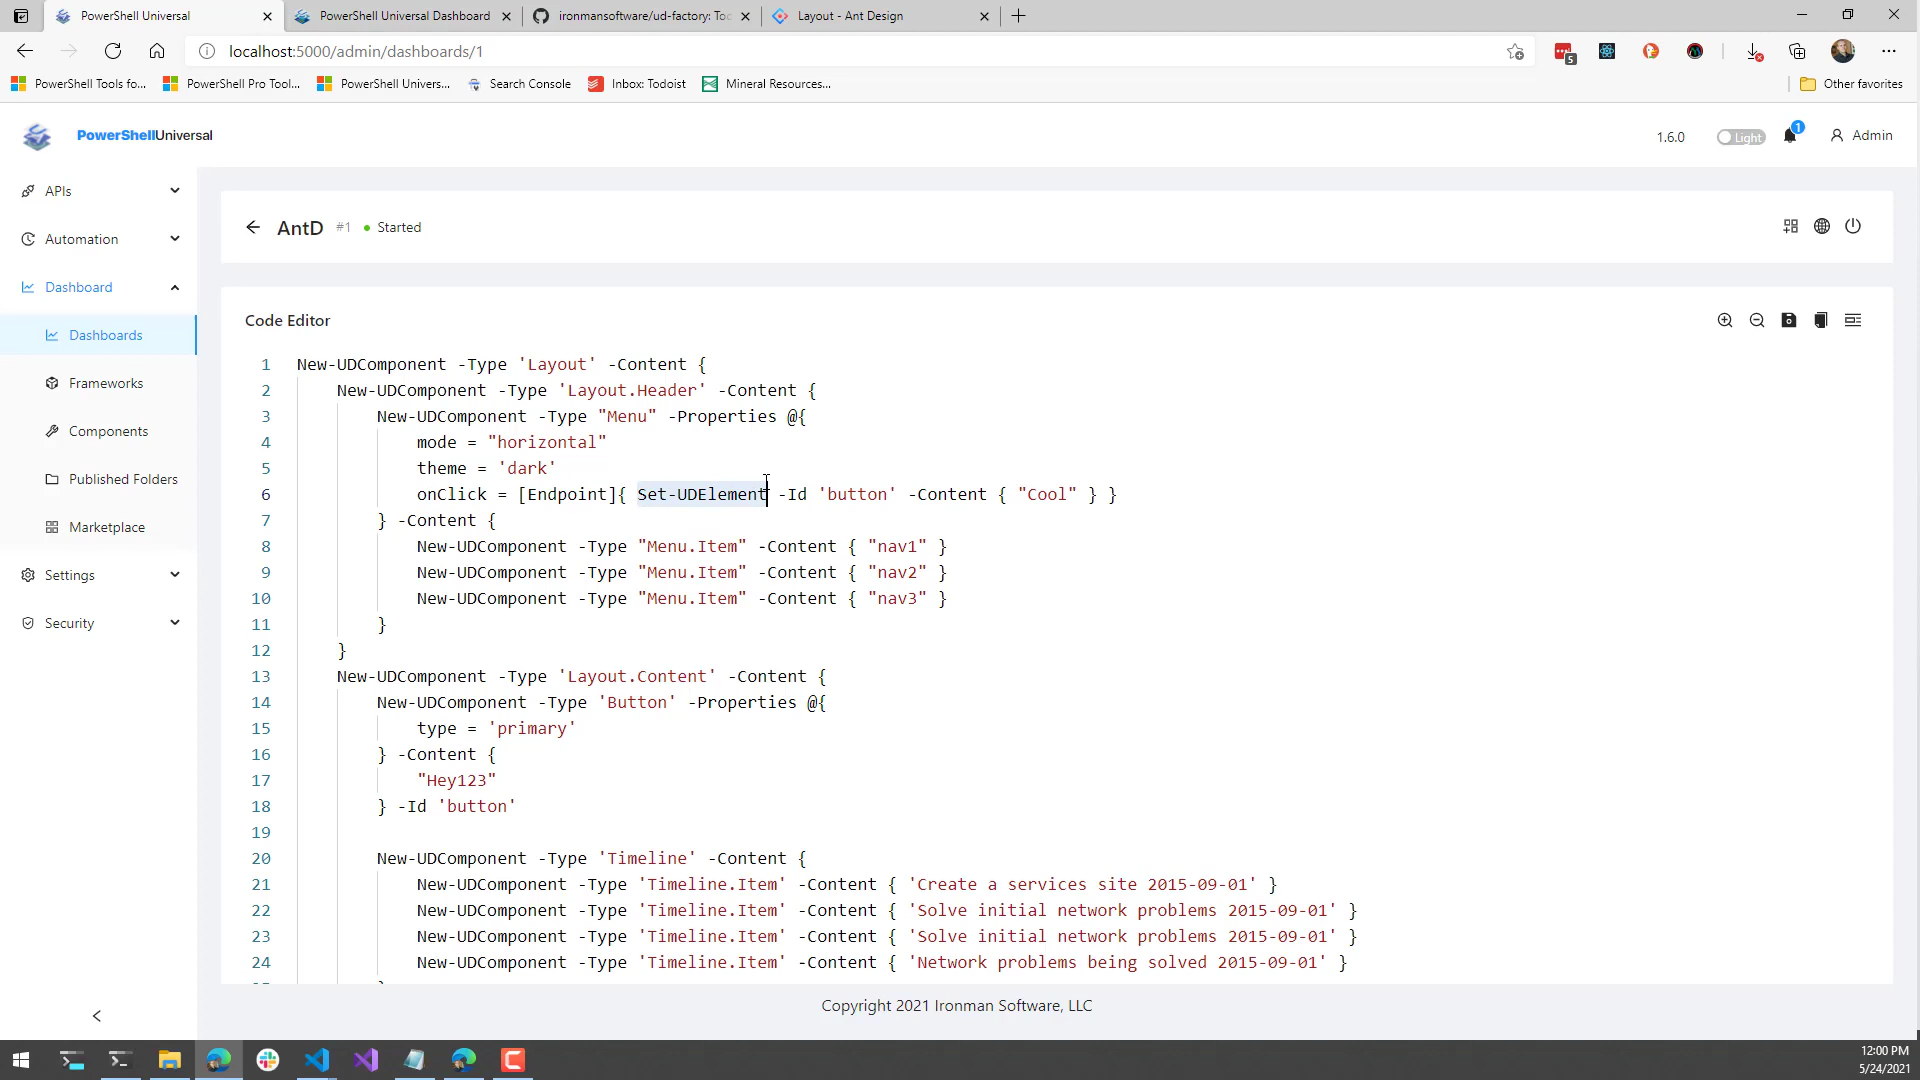 PowerShell Universal
PowerShell Universal Dashboard
ironmansoftware/ud-factory: Too
Layout - Ant Design
localhost:5000/admin/dashboards/1
5
PowerShell Tools fo...
PowerShell Pro Tool...
PowerShell Univers...
Search Console
Inbox: Todoist
Mineral Resources...
Other favorites
PowerShellUniversal
1.6.0
Light
1
Admin
APIs
Automation
Dashboard
Dashboards
Frameworks
Components
Published Folders
Marketplace
Settings
Security
AntD #1 Started
Code Editor
1 New-UDComponent -Type 'Layout' -Content {
2 New-UDComponent -Type 'Layout.Header' -Content {
3 New-UDComponent -Type "Menu" -Properties @{
4 mode = "horizontal"
5 theme = 'dark'
6 onClick = [Endpoint]{ Set-UDElement -Id 'button' -Content { "Cool" } }
7 } -Content {
8 New-UDComponent -Type "Menu.Item" -Content { "nav1" }
9 New-UDComponent -Type "Menu.Item" -Content { "nav2" }
10 New-UDComponent -Type "Menu.Item" -Content { "nav3" }
11 }
12 }
13 New-UDComponent -Type 'Layout.Content' -Content {
14 New-UDComponent -Type 'Button' -Properties @{
15 type = 'primary'
16 } -Content {
17 "Hey123"
18 } -Id 'button'
19
20 New-UDComponent -Type 'Timeline' -Content {
21 New-UDComponent -Type 'Timeline.Item' -Content { 'Create a services site 2015-09-01' }
22 New-UDComponent -Type 'Timeline.Item' -Content { 'Solve initial network problems 2015-09-01' }
23 New-UDComponent -Type 'Timeline.Item' -Content { 'Solve initial network problems 2015-09-01' }
24 New-UDComponent -Type 'Timeline.Item' -Content { 'Network problems being solved 2015-09-01' }
Copyright 2021 Ironman Software, LLC
12:00 PM
5/24/2021